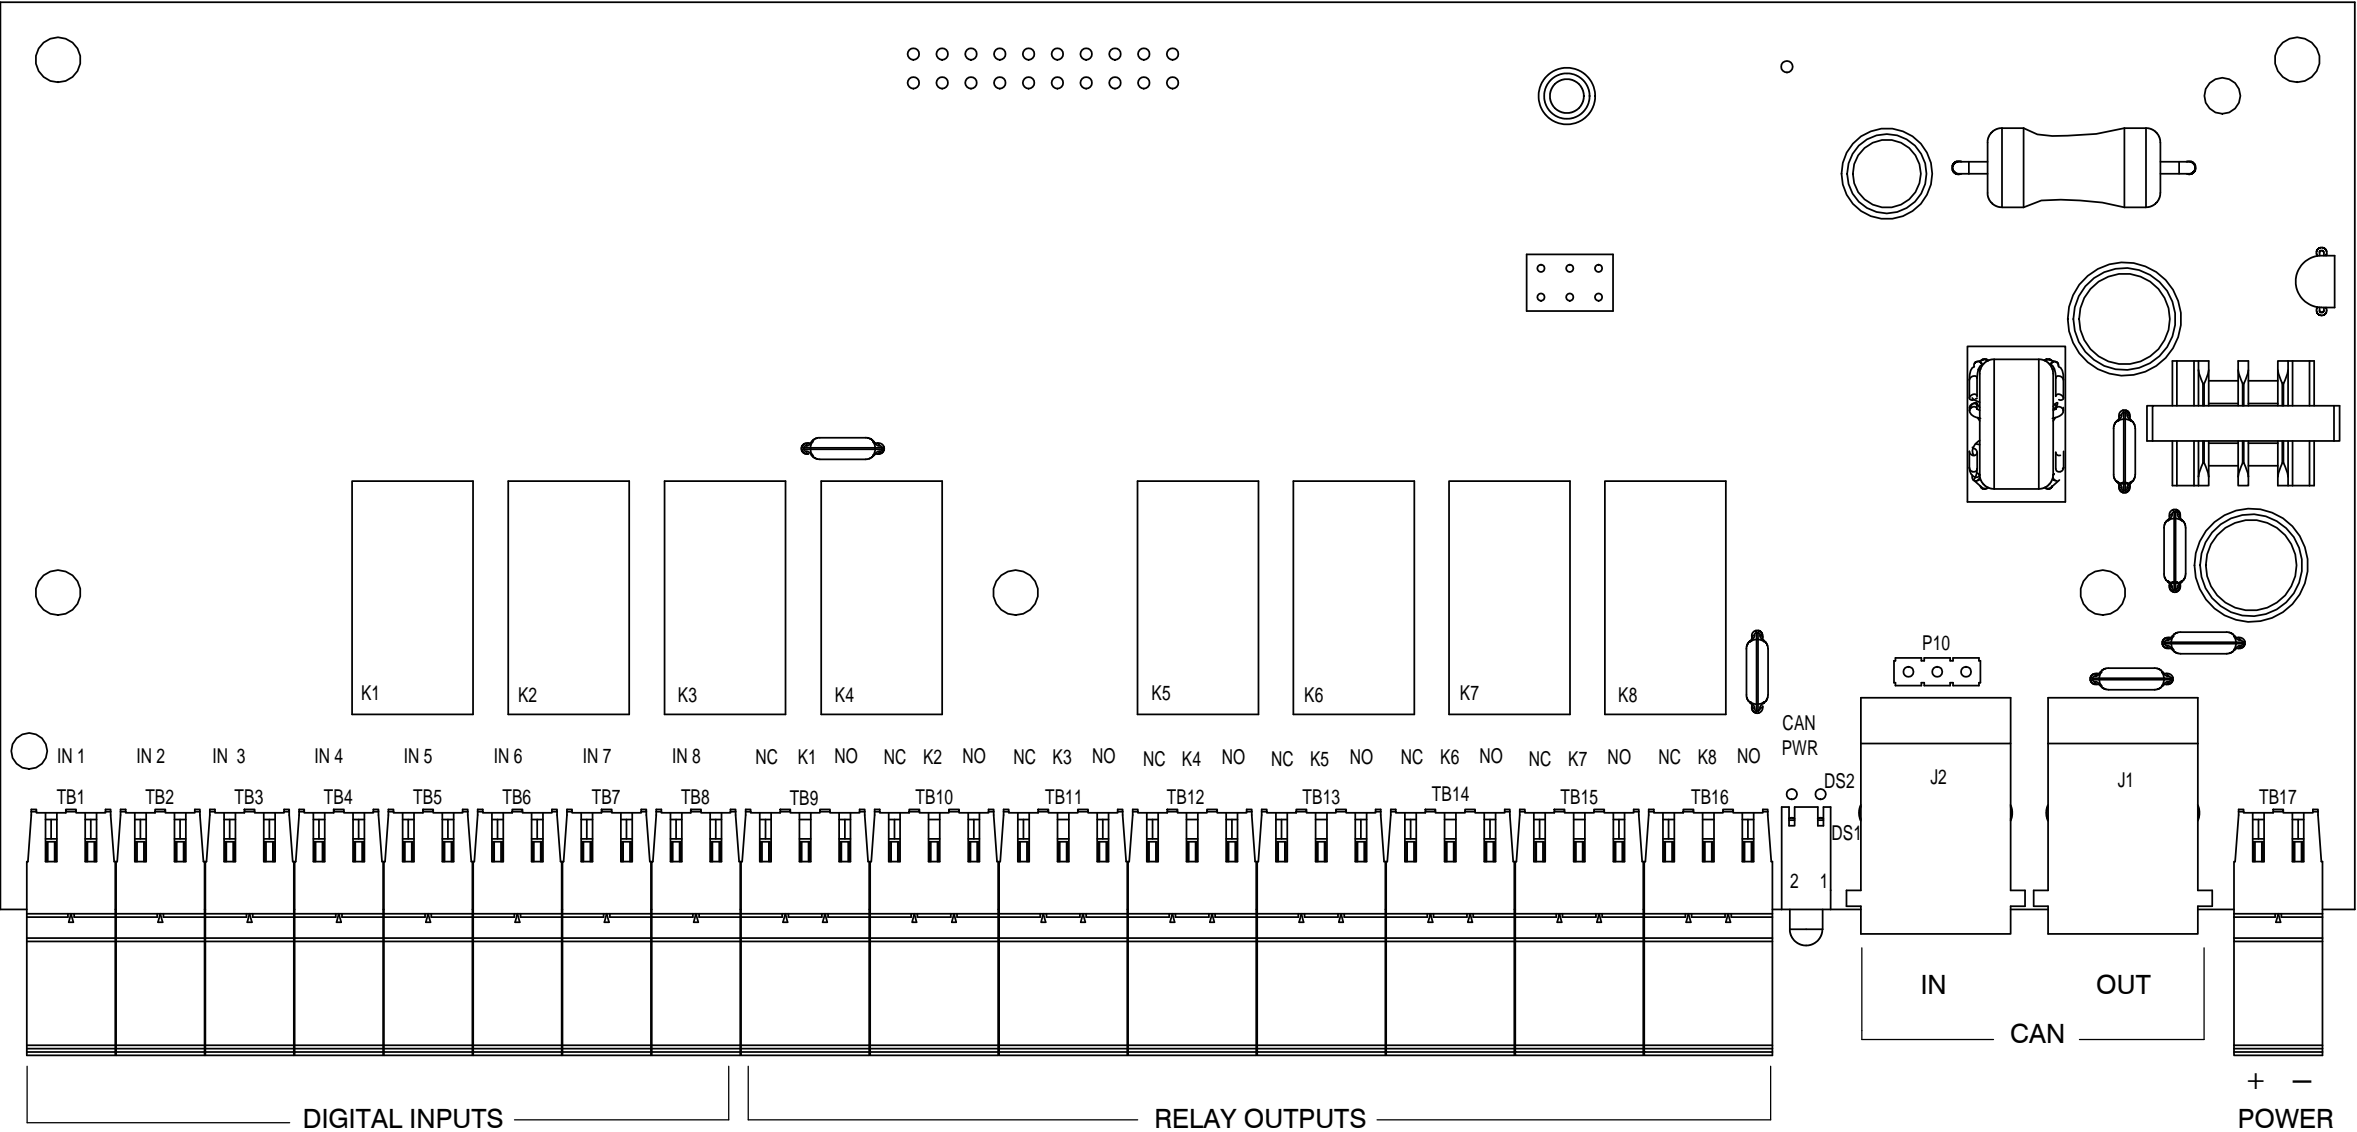 P10
K1 K2 K3 K4 K5 K6 K7 K8
CAN
PWR
IN 1 IN 2 IN 3 IN 4 IN 5 IN 6 IN 7 IN 8 NC K1 NO NC K2 NO NC K3 NO NC K4 NO NC K5 NO NC K6 NO NC K7 NO NC K8 NO
DS2 J2 J1
TB1 TB2 TB3 TB4 TB5 TB6 TB7 TB8 TB9 TB10 TB11 TB12 TB13 TB14 TB15 TB16 TB17
DS1
2 1
IN OUT
CAN
+ −
DIGITAL INPUTS RELAY OUTPUTS POWER